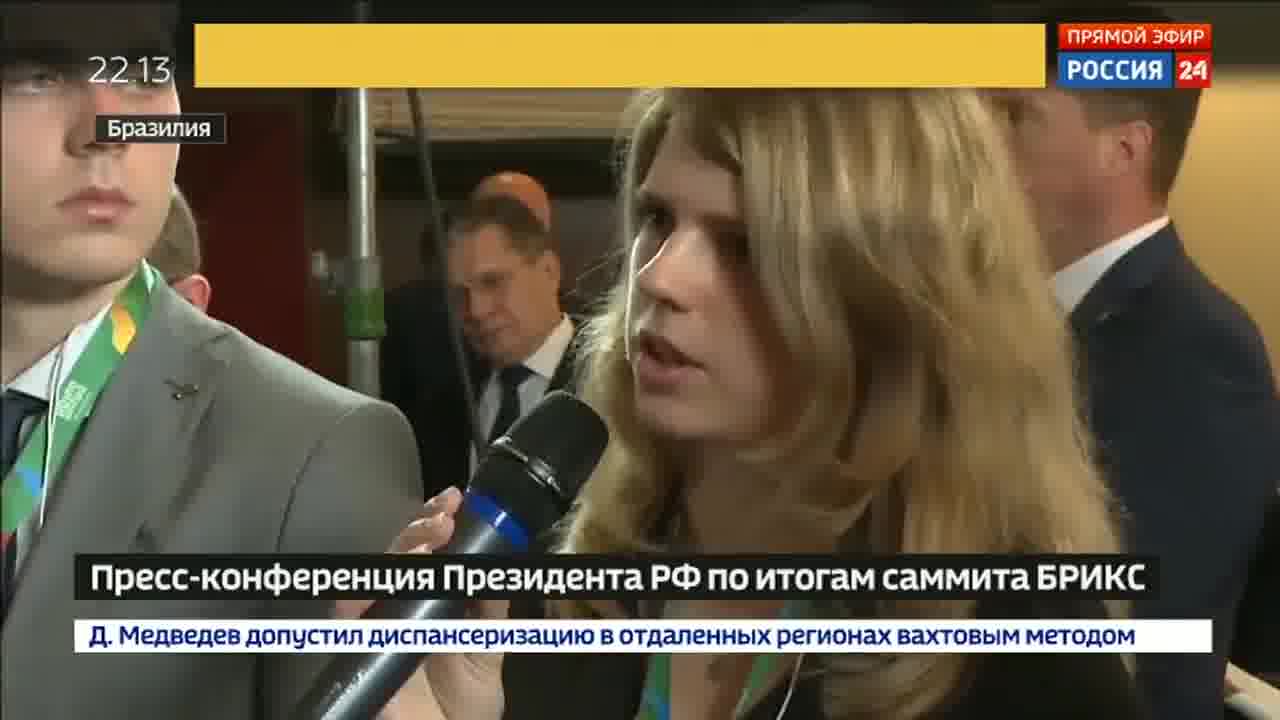 22.13
ПРЯМОЙ ЭФИР
РОССИЯ 24
Бразилия
Пресс-конференция Президента РФ по итогам саммита БРИКС
Д. Медведев допустил диспансеризацию в отдаленных регионах вахтовым методом